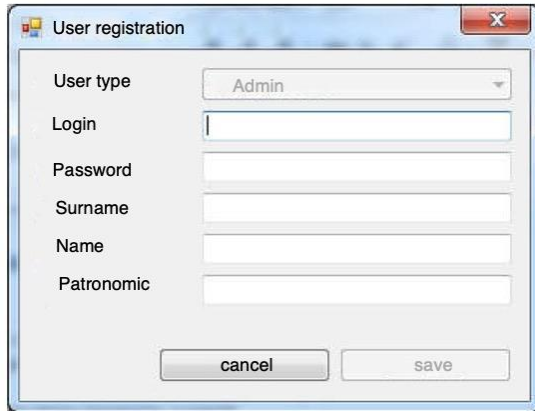 User registration
User type
Admin
Login
Password
Surname
Name
Patronomic
cancel
save